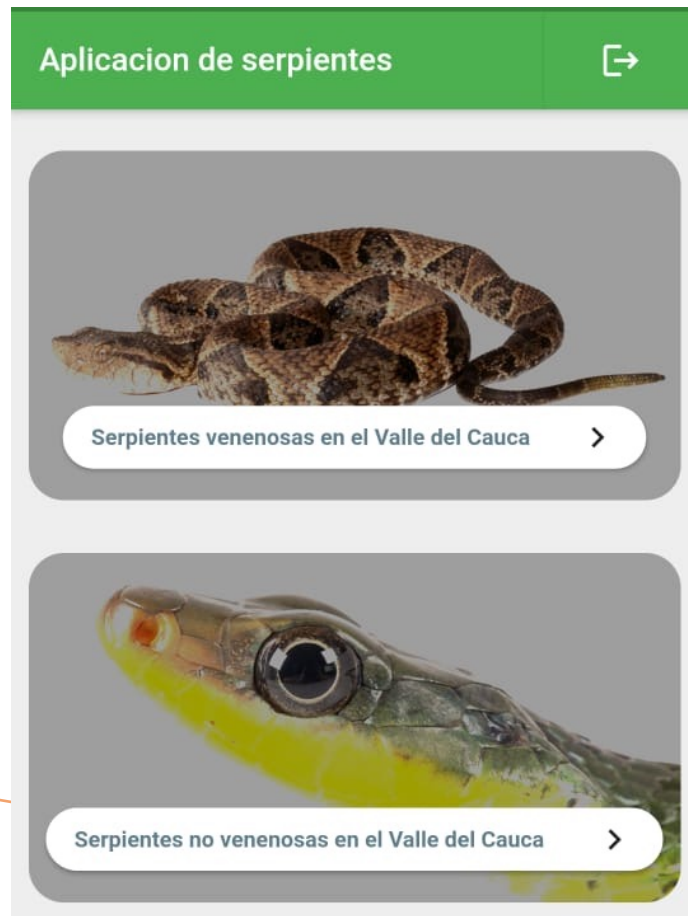 Aplicacion de serpientes
Serpientes venenosas en el Valle del Cauca
Serpientes no venenosas en el Valle del Cauca